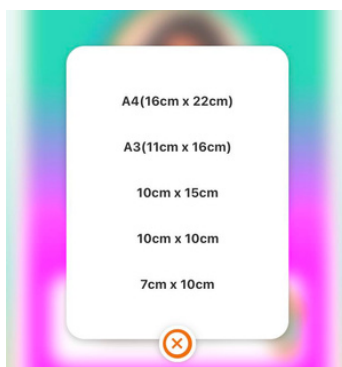 A4(16cm x 22cm)
A3(11cm x 16cm)
10cm x 15cm
10cm x 10cm
7cm x 10cm